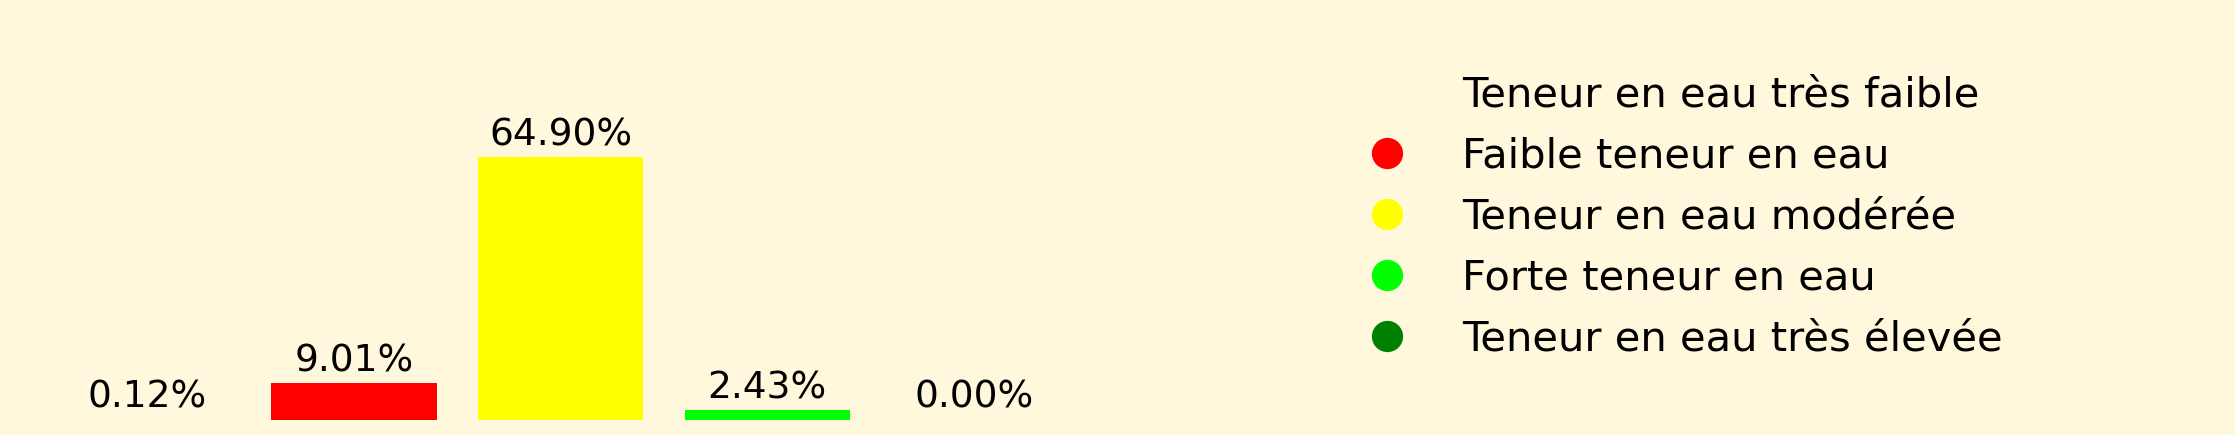 64.90%
9.01%
2.43%
0.12%
0.00%
Teneur en eau très faible
Faible teneur en eau
Teneur en eau modérée
Forte teneur en eau
Teneur en eau très élevée